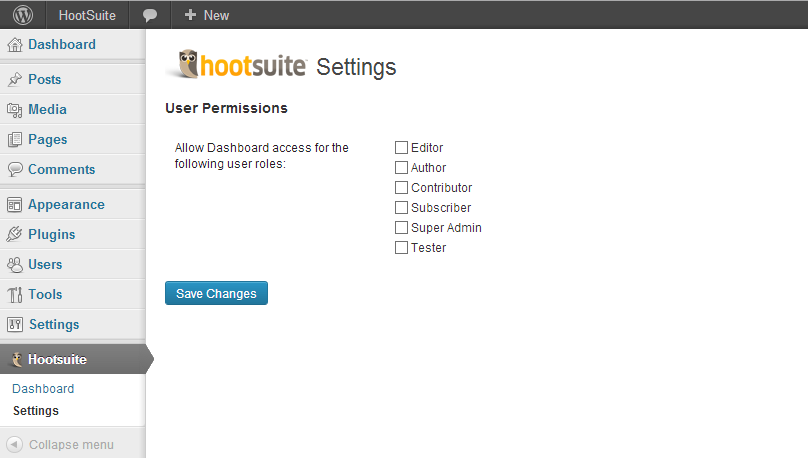 HootSuite
+ New
Dashboard
Posts
Media
Pages
Comments
Appearance
Plugins
Users
Tools
Settings
Hootsuite
Dashboard
Settings
Collapse menu
hootsuite Settings
User Permissions
Allow Dashboard access for the
following user roles:
Editor
Author
Contributor
Subscriber
Super Admin
Tester
Save Changes